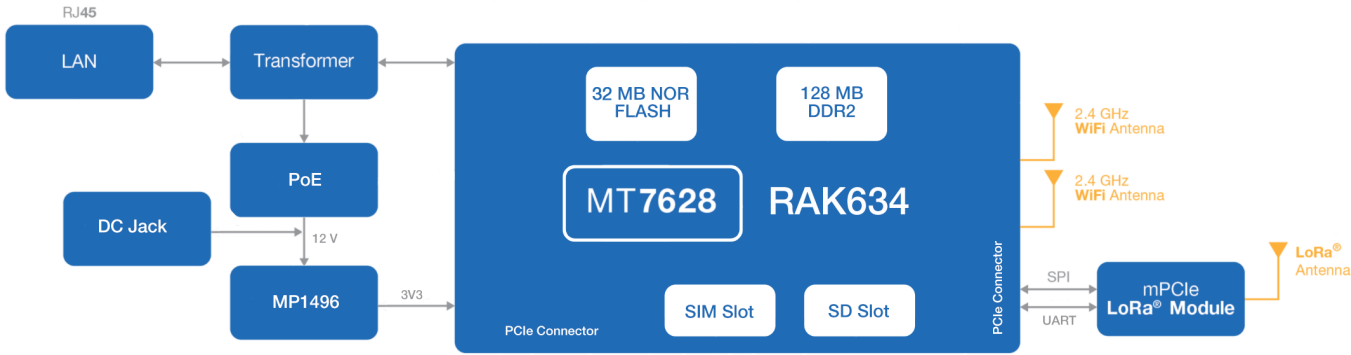 RJ45
LAN
Transformer
PoE
DC Jack
12 V
MP1496
3V3
32 MB NOR
FLASH
128 MB
DDR2
MT7628
RAK634
SIM Slot
SD Slot
PCIe Connector
PCIe Connector
2.4 GHz
WiFi Antenna
2.4 GHz
WiFi Antenna
SPI
UART
mPCIe
LoRa® Module
LoRa®
Antenna